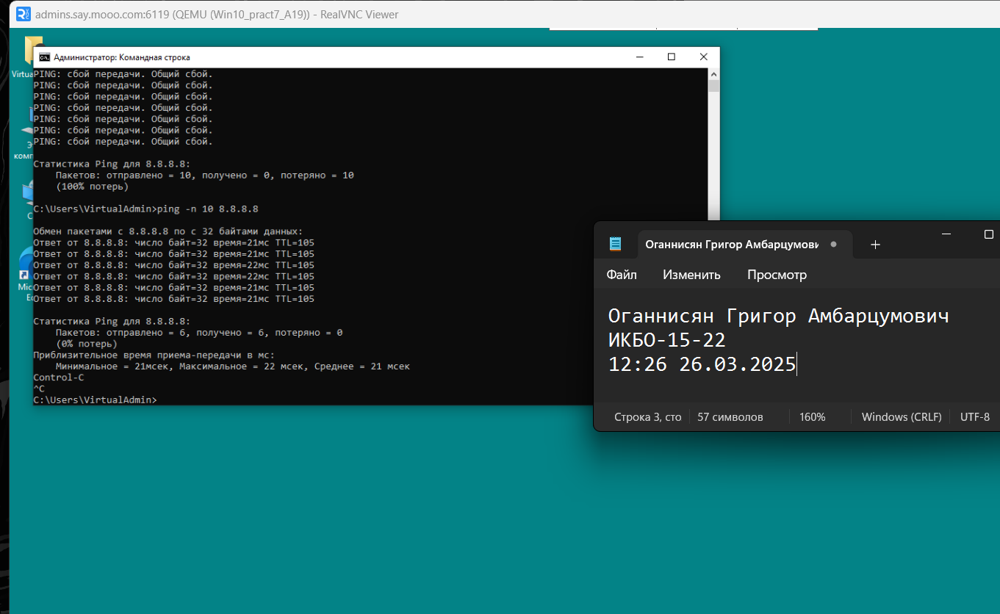 admins.say.mooo.com:6119 (QEMU (Win10_pract7_A19)) - RealVNC Viewer
Администратор: Командная строка
PING: сбой передачи. Общий сбой.
PING: сбой передачи. Общий сбой.
PING: сбой передачи. Общий сбой.
PING: сбой передачи. Общий сбой.
PING: сбой передачи. Общий сбой.
PING: сбой передачи. Общий сбой.
PING: сбой передачи. Общий сбой.
Статистика Ping для 8.8.8.8:
Пакетов: отправлено = 10, получено = 0, потеряно = 10
(100% потерь)
C:\Users\VirtualAdmin>ping -n 10 8.8.8.8
Обмен пакетами с 8.8.8.8 по с 32 байтами данных:
Ответ от 8.8.8.8: число байт=32 время=21мс TTL=105
Ответ от 8.8.8.8: число байт=32 время=21мс TTL=105
Ответ от 8.8.8.8: число байт=32 время=22мс TTL=105
Ответ от 8.8.8.8: число байт=32 время=22мс TTL=105
Ответ от 8.8.8.8: число байт=32 время=21мс TTL=105
Ответ от 8.8.8.8: число байт=32 время=21мс TTL=105
Статистика Ping для 8.8.8.8:
Пакетов: отправлено = 6, получено = 6, потеряно = 0
(0% потерь)
Приблизительное время приема-передачи в мс:
Минимальное = 21мсек, Максимальное = 22 мсек, Среднее = 21 мсек
Control-C
^C
C:\Users\VirtualAdmin>
Оганнисян Григор Амбарцумови
Файл Изменить Просмотр
Оганнисян Григор Амбарцумович
ИКБО-15-22
12:26 26.03.2025
Строка 3, сто 57 символов 160% Windows (CRLF) UTF-8